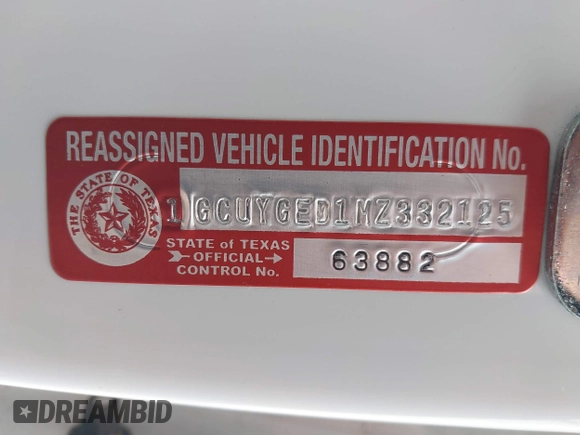 REASSIGNED VEHICLE IDENTIFICATION No.
THE STATE OF TEXAS
1GCUYGED1MZ332125
STATE of TEXAS
OFFICIAL
CONTROL No.
63882
DREAMBID